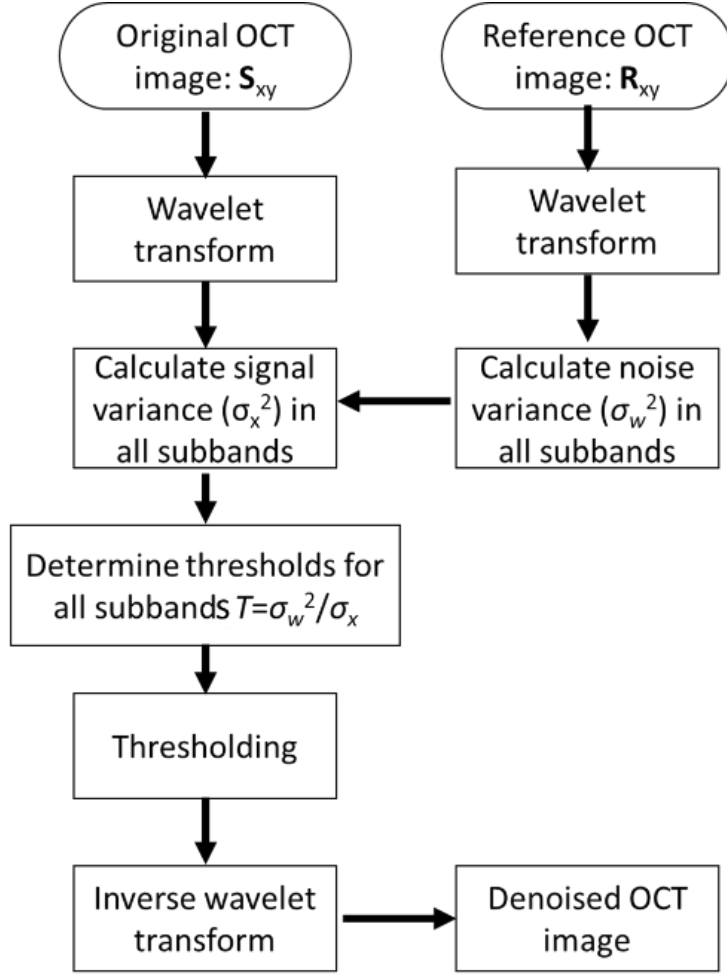 Original OCT
image: Sxy
Reference OCT
image: Rxy
Wavelet
transform
Wavelet
transform
Calculate signal
variance (σx²) in
all subbands
Calculate noise
variance (σw²) in
all subbands
Determine thresholds for
all subbands T=σw²/σx
Thresholding
Inverse wavelet
transform
Denoised OCT
image